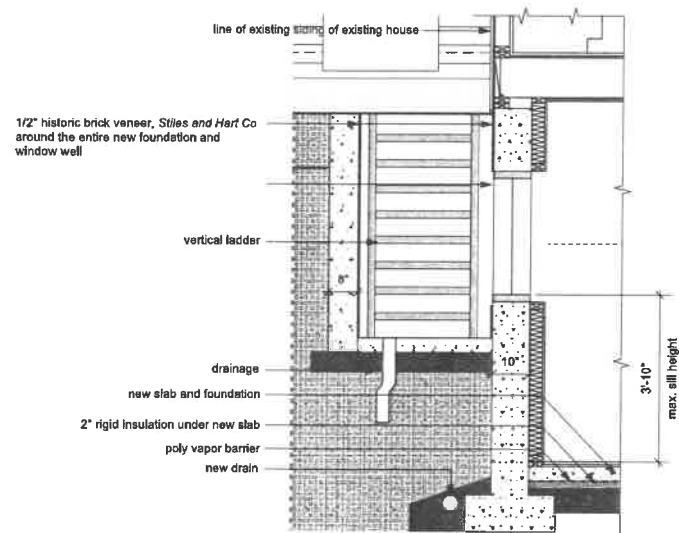 line of existing siding of existing house
1/2" historic brick veneer, Stiles and Hart Co
around the entire new foundation and
window well
vertical ladder
8"
drainage
10"
new slab and foundation
3'-10"
max. sill height
2" rigid insulation under new slab
poly vapor barrier
new drain